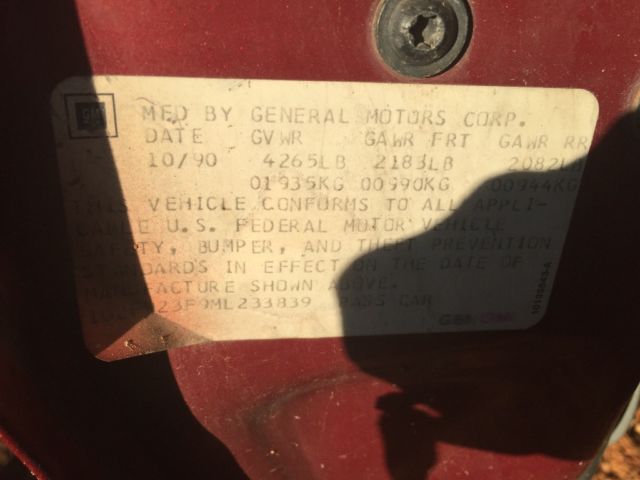 GM
MFD BY GENERAL MOTORS CORP.
DATE GVWR GAWR FRT GAWR RR
10/90 4265LB 2183LB 2082LB
01935KG 00990KG 00944KG
THIS VEHICLE CONFORMS TO ALL APPLI-
CABLE U.S. FEDERAL MOTOR VEHICLE
SAFETY, BUMPER, AND THEFT PREVENTION
STANDARDS IN EFFECT ON THE DATE OF
MANUFACTURE SHOWN ABOVE.
23F9ML233839 PASS CAR